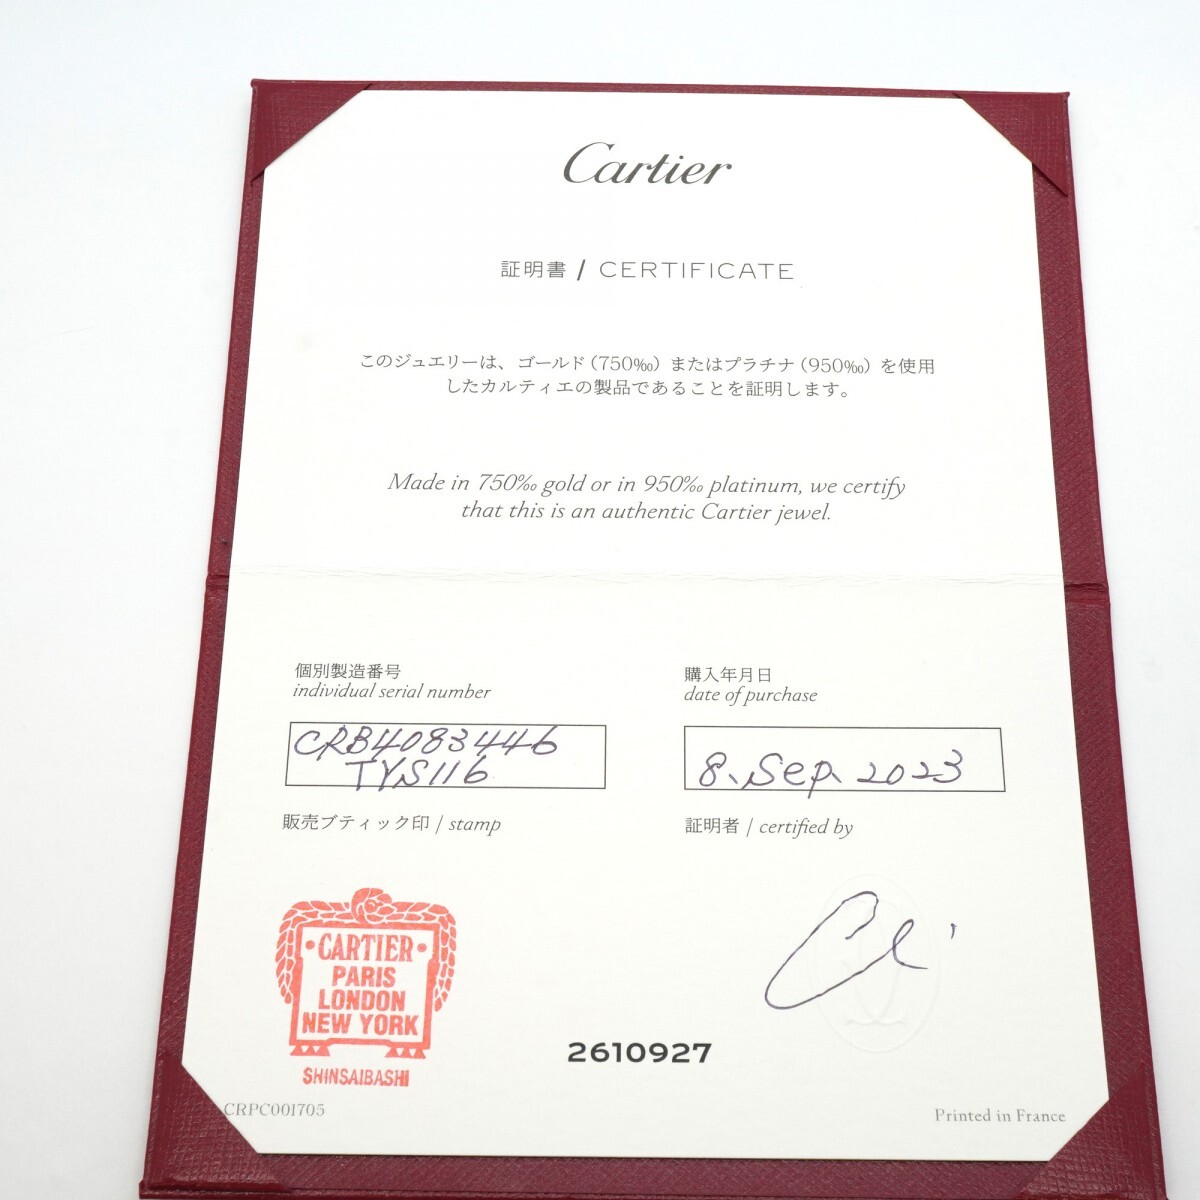 Cartier
証明書 / CERTIFICATE
このジュエリーは、ゴールド（750‰）またはプラチナ（950‰）を使用
したカルティエの製品であることを証明します。
Made in 750‰ gold or in 950‰ platinum, we certify
that this is an authentic Cartier jewel.
個別製造番号
individual serial number
CRB4083446
TYS116
購入年月日
date of purchase
8. Sep. 2023
販売ブティック印 / stamp
証明者 / certified by
CARTIER
PARIS
LONDON
NEW YORK
SHINSAIBASHI
2610927
CRPC001705
Printed in France